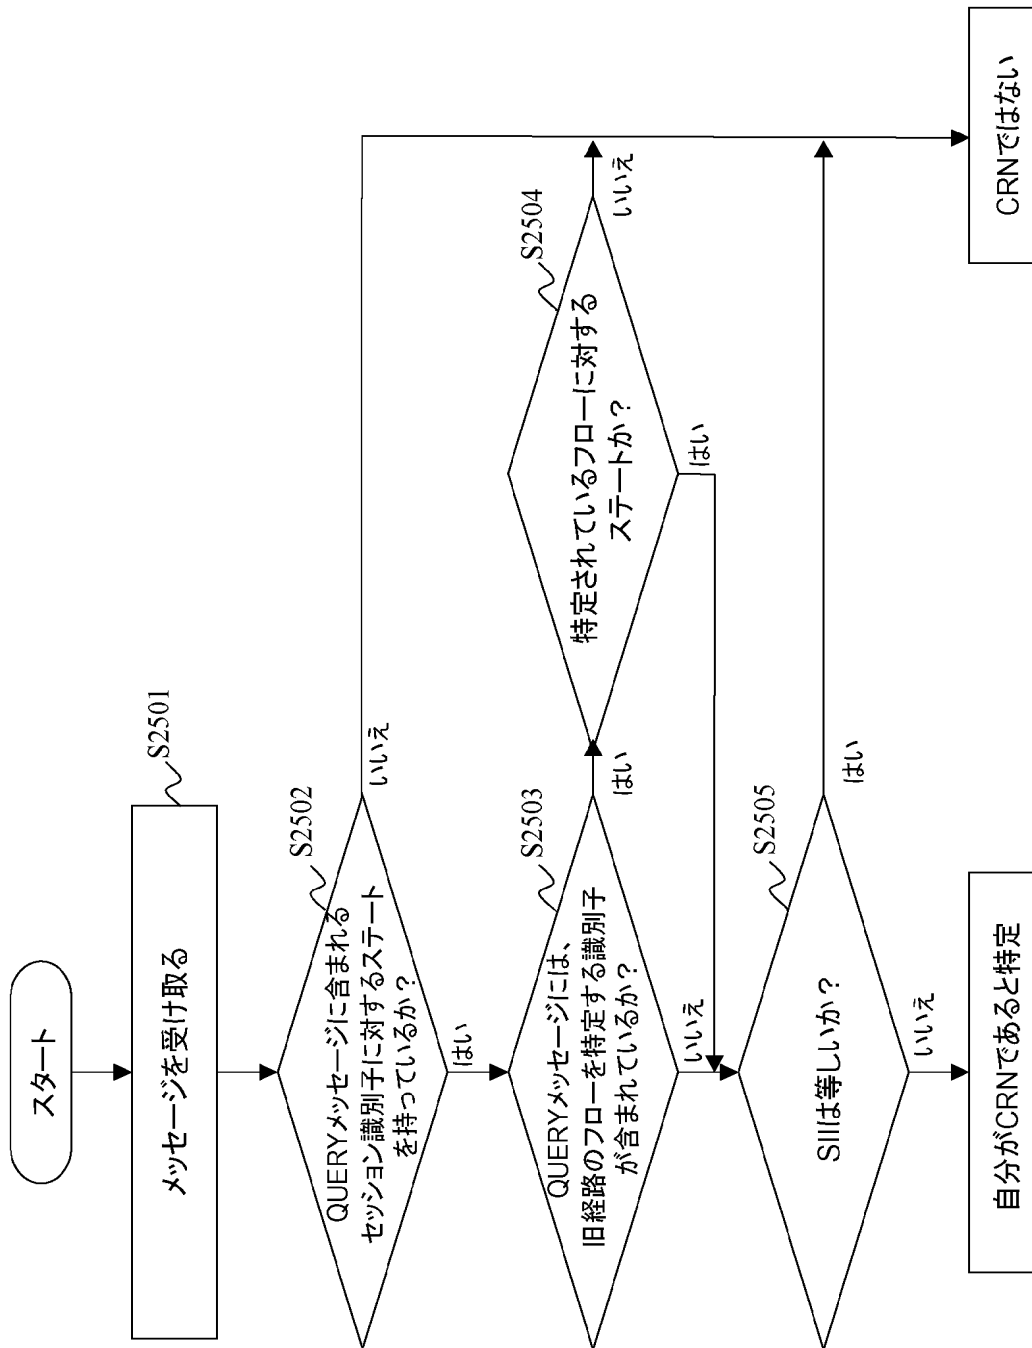 スタート
メッセージを受け取る
S2501
QUERYメッセージに含まれる
セッション識別子に対するステート
を持っているか？
S2502
いいえ
はい
QUERYメッセージには、
旧経路のフローを特定する識別子
が含まれているか？
S2503
はい
いいえ
特定されているフローに対する
ステートか？
S2504
いいえ
はい
SIIは等しいか？
S2505
はい
いいえ
自分がCRNであると特定
CRNではない